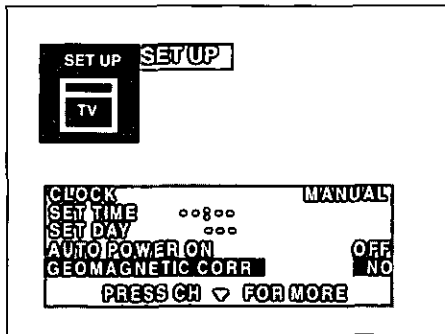 SET UP
SET UP
TV
CLOCK MANUAL
SET TIME --:--
SET DAY ---
AUTO POWER ON OFF
GEOMAGNETIC CORR NO
PRESS CH ▽ FOR MORE